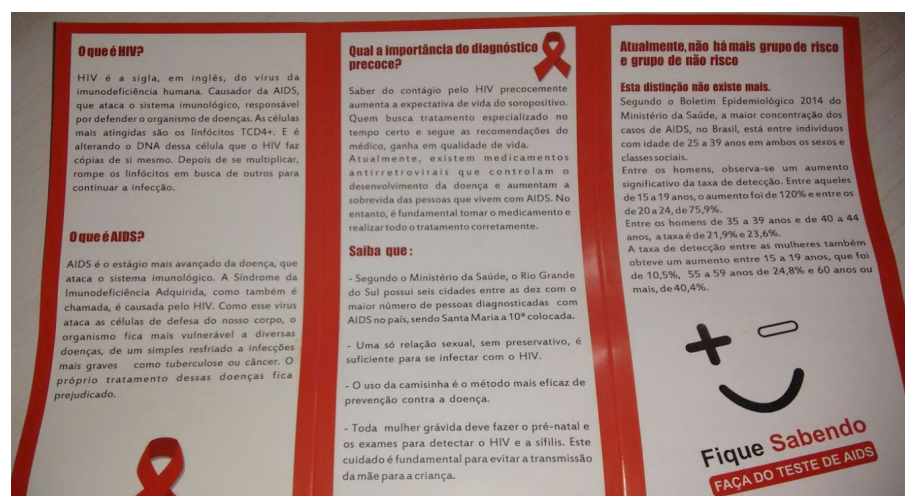 O que é HIV?
HIV é a sigla, em inglês, do vírus da
imunodeficiência humana. Causador da AIDS,
que ataca o sistema imunológico, responsável
por defender o organismo de doenças. As células
mais atingidas são os linfócitos TCD4+. E é
alterando o DNA dessa célula que o HIV faz
cópias de si mesmo. Depois de se multiplicar,
rompe os linfócitos em busca de outros para
continuar a infecção.
O que é AIDS?
AIDS é o estágio mais avançado da doença, que
ataca o sistema imunológico. A Síndrome da
Imunodeficiência Adquirida, como também é
chamada, é causada pelo HIV. Como esse vírus
ataca as células de defesa do nosso corpo, o
organismo fica mais vulnerável a diversas
doenças, de um simples resfriado a infecções
mais graves como tuberculose ou câncer. O
próprio tratamento dessas doenças fica
prejudicado.
Qual a importância do diagnóstico
precoce?
Saber do contágio pelo HIV precocemente
aumenta a expectativa de vida do soropositivo.
Quem busca tratamento especializado no
tempo certo e segue as recomendações do
médico, ganha em qualidade de vida.
Atualmente, existem medicamentos
antirretrovirais que controlam o
desenvolvimento da doença e aumentam a
sobrevida das pessoas que vivem com AIDS. No
entanto, é fundamental tomar o medicamento e
realizar todo o tratamento corretamente.
Saiba que :
- Segundo o Ministério da Saúde, o Rio Grande
do Sul possui seis cidades entre as dez com o
maior número de pessoas diagnosticadas com
AIDS no país, sendo Santa Maria a 10ª colocada.
- Uma só relação sexual, sem preservativo, é
suficiente para se infectar com o HIV.
- O uso da camisinha é o método mais eficaz de
prevenção contra a doença.
- Toda mulher grávida deve fazer o pré-natal e
os exames para detectar o HIV e a sífilis. Este
cuidado é fundamental para evitar a transmissão
da mãe para a criança.
Atualmente, não há mais grupo de risco
e grupo de não risco
Esta distinção não existe mais.
Segundo o Boletim Epidemiológico 2014 do
Ministério da Saúde, a maior concentração dos
casos de AIDS, no Brasil, está entre indivíduos
com idade de 25 a 39 anos em ambos os sexos e
classes sociais.
Entre os homens, observa-se um aumento
significativo da taxa de detecção. Entre aqueles
de 15 a 19 anos, o aumento foi de 120% e entre os
de 20 a 24, de 75,9%.
Entre os homens de 35 a 39 anos e de 40 a 44
anos, a taxa é de 21,9% e 23,6%.
A taxa de detecção entre as mulheres também
obteve um aumento entre 15 a 19 anos, que foi
de 10,5%, 55 a 59 anos de 24,8% e 60 anos ou
mais, de 40,4%.
Fique Sabendo
FAÇA DO TESTE DE AIDS